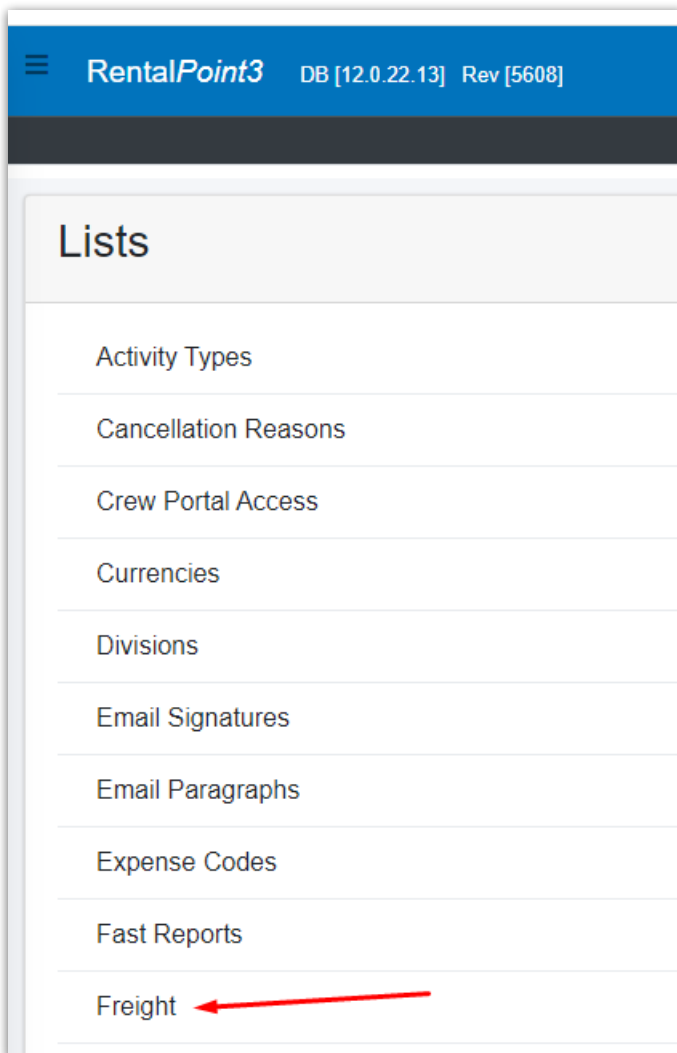 RentalPoint3 DB [12.0.22.13] Rev [5608]
Lists
Activity Types
Cancellation Reasons
Crew Portal Access
Currencies
Divisions
Email Signatures
Email Paragraphs
Expense Codes
Fast Reports
Freight